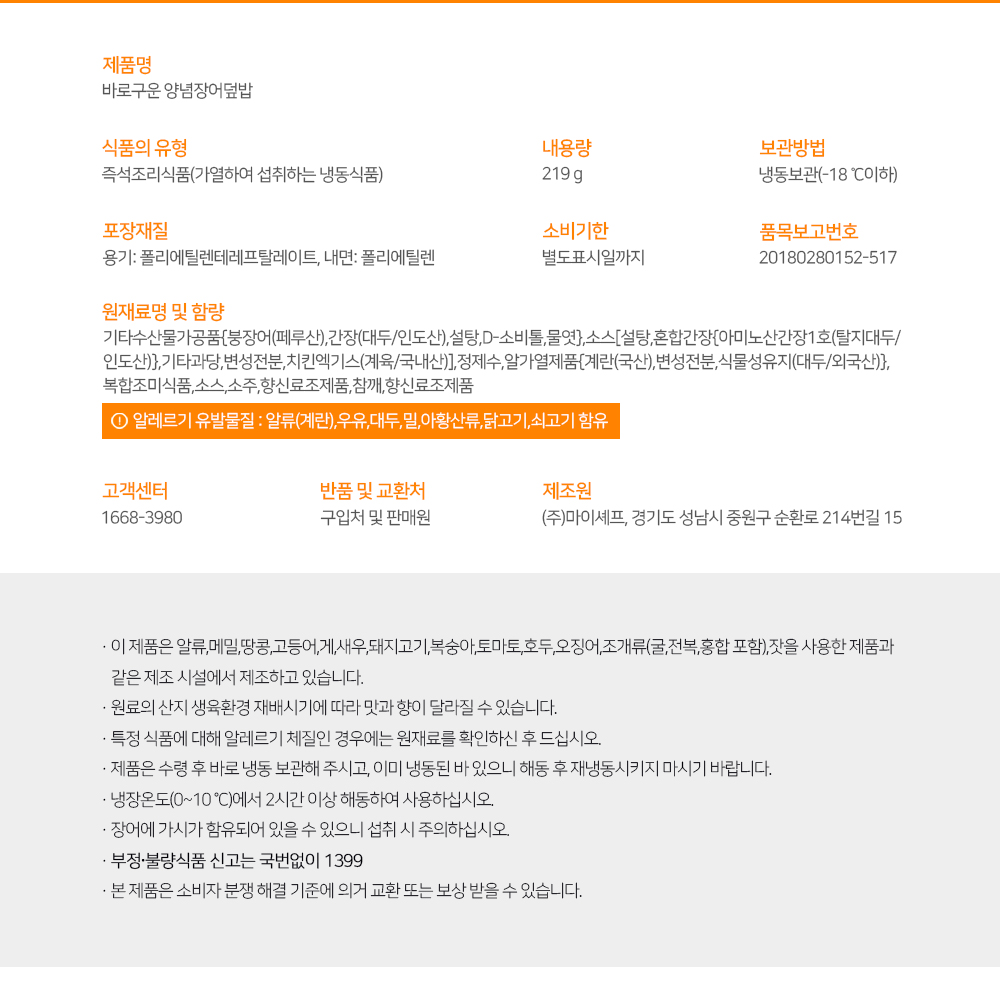 제품명
바로구운 양념장어덮밥
식품의 유형
즉석조리식품(가열하여 섭취하는 냉동식품)
내용량
219 g
보관방법
냉동보관(-18 ℃이하)
포장재질
용기: 폴리에틸렌테레프탈레이트, 내면: 폴리에틸렌
소비기한
별도표시일까지
품목보고번호
20180280152-517
원재료명 및 함량
기타수산물가공품{붕장어(페루산),간장(대두/인도산),설탕,D-소비톨,물엿},소스[설탕,혼합간장{아미노산간장1호(탈지대두/
인도산)},기타과당,변성전분,치킨엑기스(계육/국내산)],정제수,알가열제품{계란(국산),변성전분,식물성유지(대두/외국산)},
복합조미식품,소스,소주,향신료조제품,참깨,향신료조제품
알레르기 유발물질 : 알류(계란),우유,대두,밀,아황산류,닭고기,쇠고기 함유
고객센터
1668-3980
반품 및 교환처
구입처 및 판매원
제조원
(주)마이셰프, 경기도 성남시 중원구 순환로 214번길 15
· 이 제품은 알류,메밀,땅콩,고등어,게,새우,돼지고기,복숭아,토마토,호두,오징어,조개류(굴,전복,홍합 포함),잣을 사용한 제품과
같은 제조 시설에서 제조하고 있습니다.
· 원료의 산지 생육환경 재배시기에 따라 맛과 향이 달라질 수 있습니다.
· 특정 식품에 대해 알레르기 체질인 경우에는 원재료를 확인하신 후 드십시오.
· 제품은 수령 후 바로 냉동 보관해 주시고, 이미 냉동된 바 있으니 해동 후 재냉동시키지 마시기 바랍니다.
· 냉장온도(0~10 ℃)에서 2시간 이상 해동하여 사용하십시오.
· 장어에 가시가 함유되어 있을 수 있으니 섭취 시 주의하십시오.
· 부정·불량식품 신고는 국번없이 1399
· 본 제품은 소비자 분쟁 해결 기준에 의거 교환 또는 보상 받을 수 있습니다.